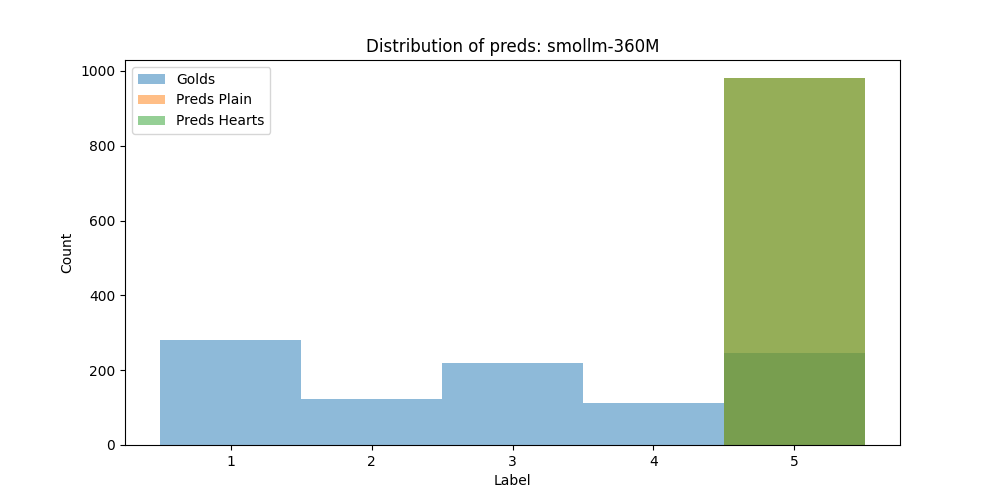 Distribution of preds: smollm-360M
Golds
Preds Plain
Preds Hearts
1000
800
600
400
200
0
Count
1 2 3 4 5
Label